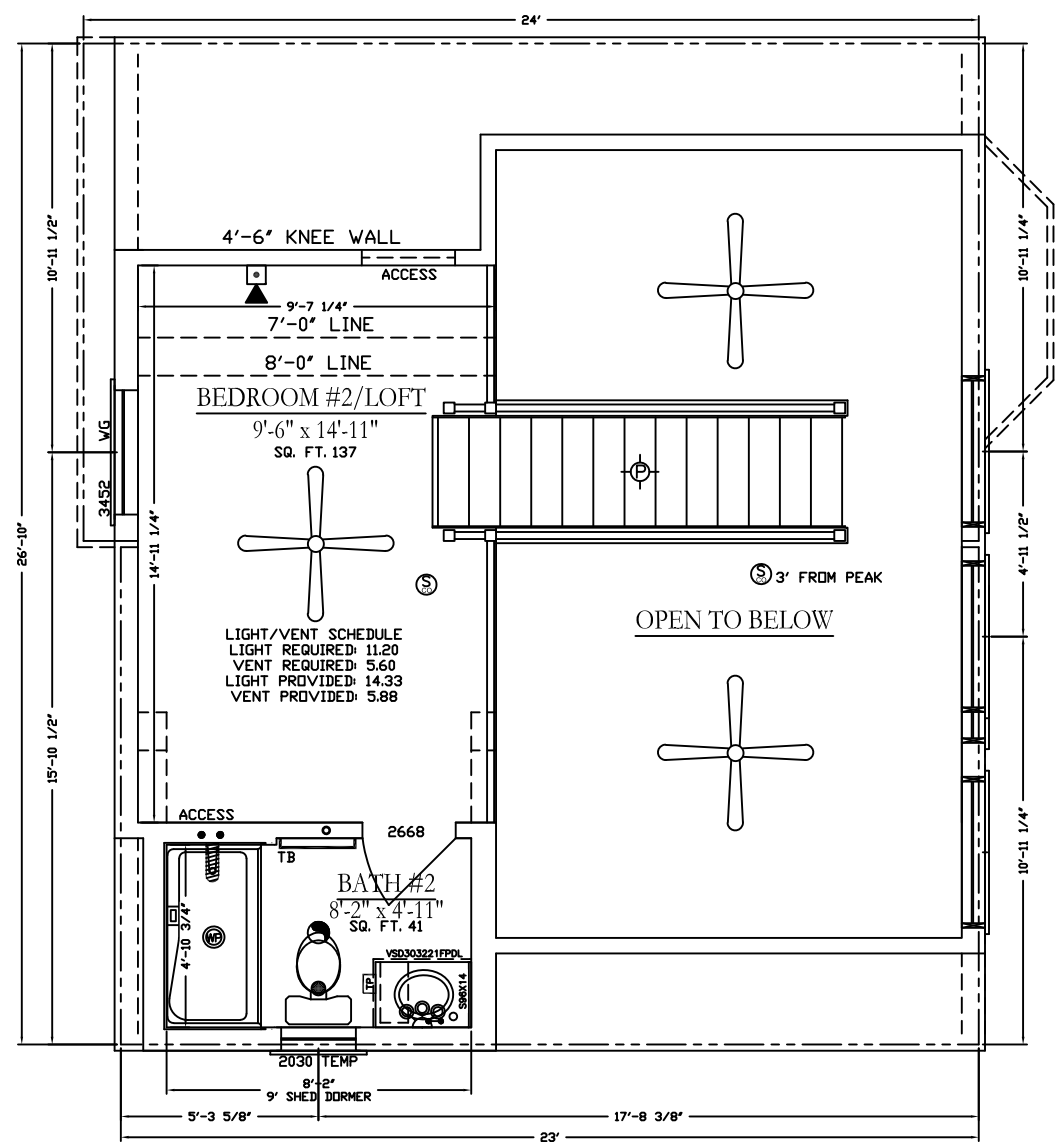 24'
10'-11 1/2"
10'-11 1/4"
4'-6" KNEE WALL
ACCESS
9'-7 1/4"
7'-0" LINE
8'-0" LINE
BEDROOM #2/LOFT
9'-6" x 14'-11"
SQ. FT. 137
3452 WG
P
26'-10"
14'-11 1/4"
4'-11 1/2"
S
CO
S
CO
3' FROM PEAK
OPEN TO BELOW
LIGHT/VENT SCHEDULE
LIGHT REQUIRED: 11.20
VENT REQUIRED: 5.60
LIGHT PROVIDED: 14.33
VENT PROVIDED: 5.88
15'-10 1/2"
10'-11 1/4"
ACCESS
2668
TB
BATH #2
8'-2" x 4'-11"
SQ. FT. 41
4'-10 3/4"
WP
VSD303221FPDL
TP
S96X14
2030 TEMP
8'-2"
9' SHED DORMER
5'-3 5/8"
17'-8 3/8"
23'